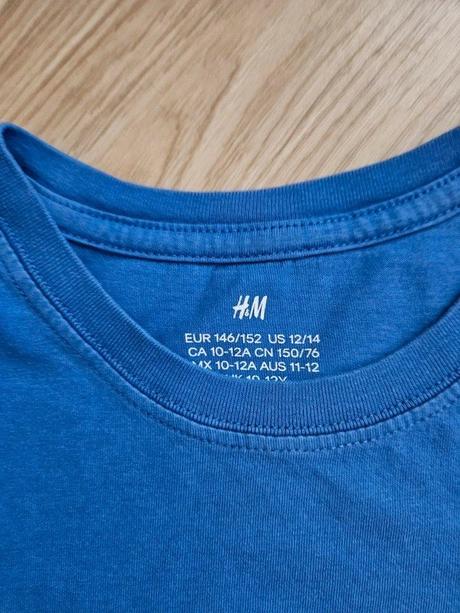 H&M
EUR 146/152 US 12/14
CA 10-12A CN 150/76
MX 10-12A AUS 11-12